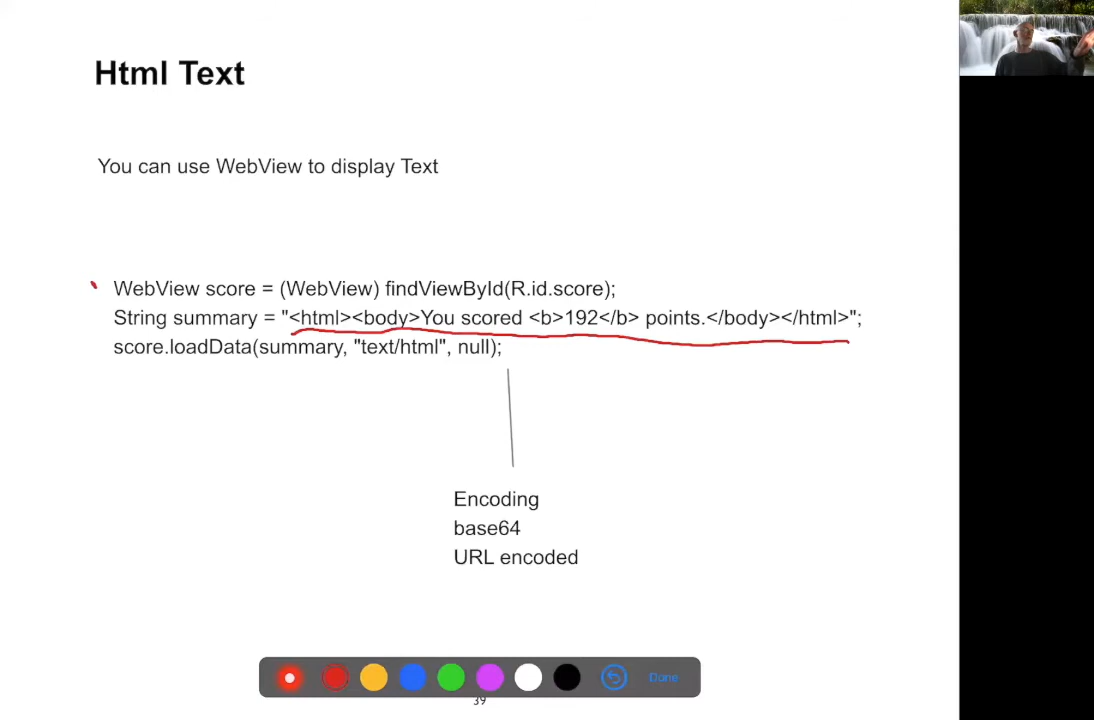 Html Text
You can use WebView to display Text
WebView score = (WebView) findViewById(R.id.score);
String summary = "<html><body>You scored <b>192</b> points.</body></html>";
score.loadData(summary, "text/html", null);
Encoding
base64
URL encoded
Done
39